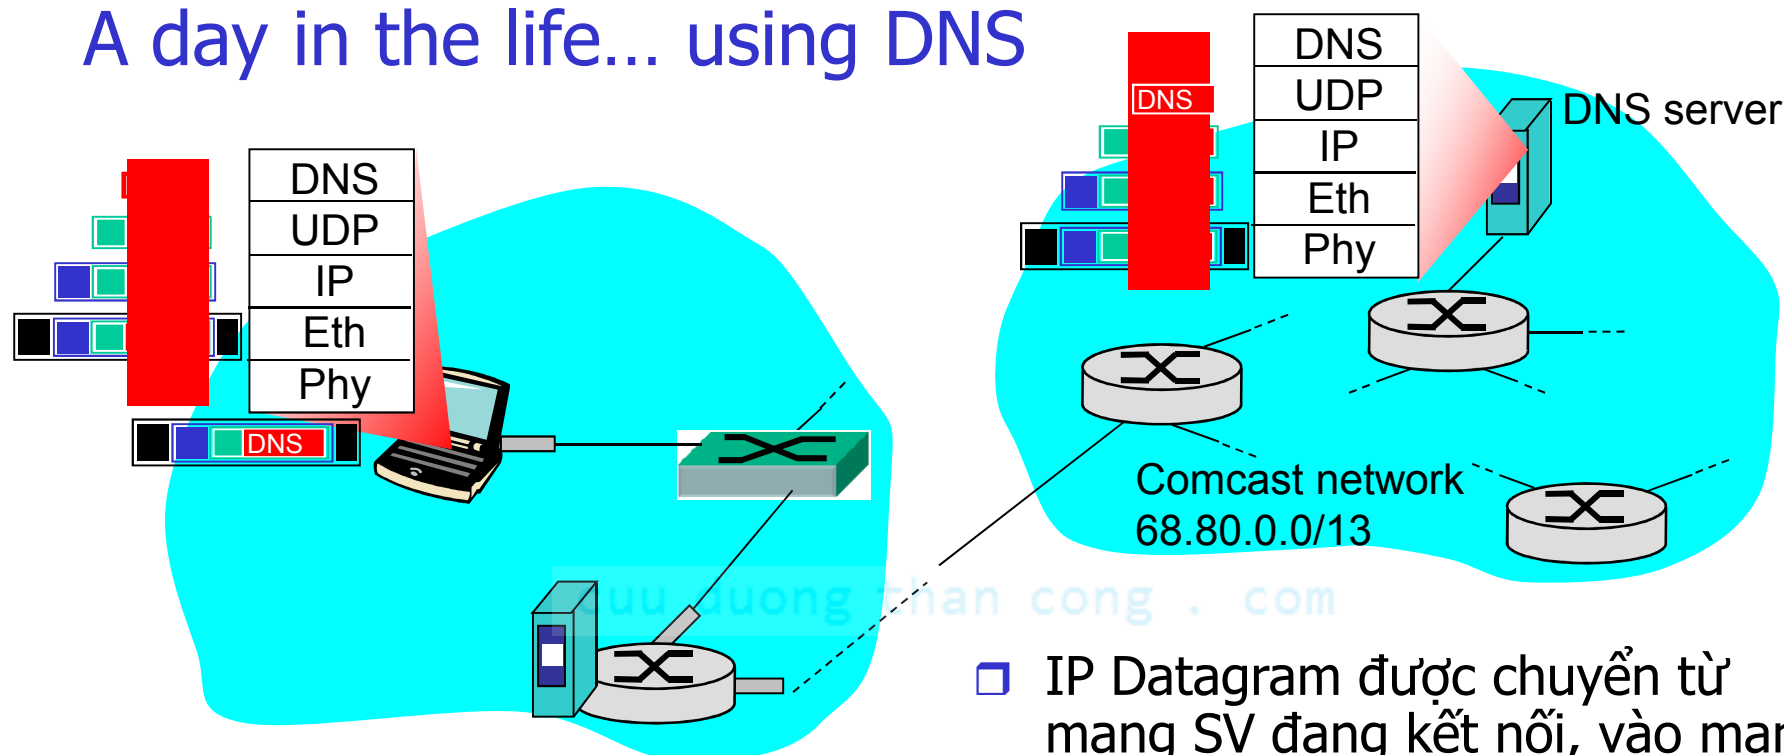 A day in the life… using DNS
DNS
UDP
IP
Eth
Phy
DNS
DNS
DNS
UDP
IP
Eth
Phy
DNS server
Comcast network
68.80.0.0/13
cuu duong than cong . com
IP Datagram được chuyển từ
mạng SV đang kết nối, vào mạng